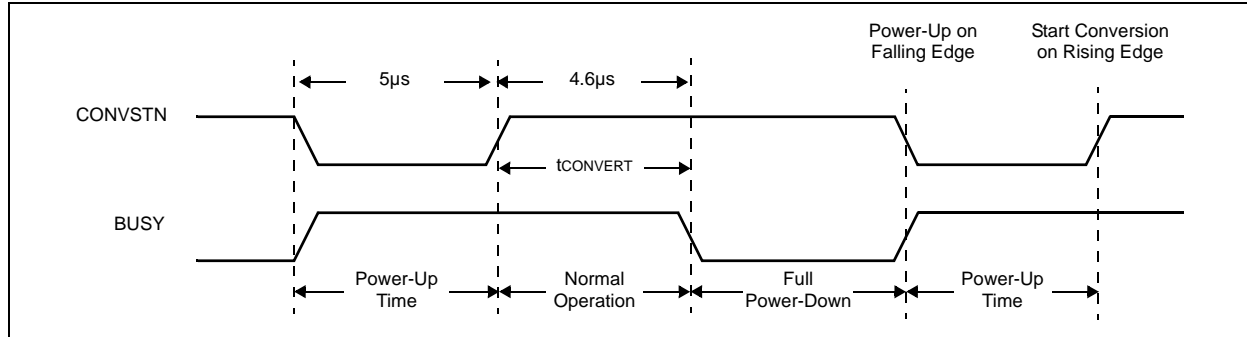 Power-Up on
Falling Edge
Start Conversion
on Rising Edge
5µs
4.6µs
CONVSTN
tCONVERT
BUSY
Power-Up
Time
Normal
Operation
Full
Power-Down
Power-Up
Time